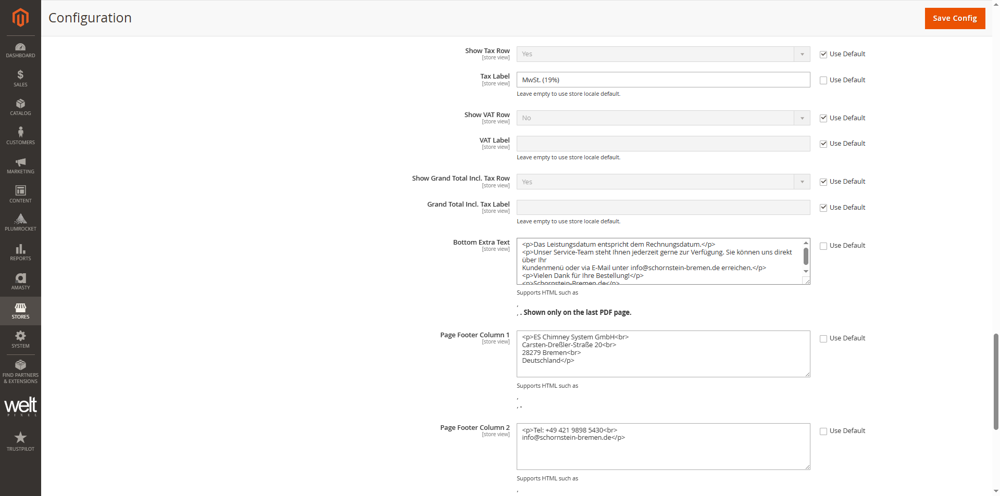 Configuration
Save Config
DASHBOARD
$
SALES
CATALOG
CUSTOMERS
MARKETING
CONTENT
PLUMROCKET
REPORTS
AMASTY
STORES
SYSTEM
FIND PARTNERS
& EXTENSIONS
welt
PIXEL
TRUSTPILOT
Show Tax Row
[store view]
Yes
Use Default
Tax Label
[store view]
MwSt. (19%)
Use Default
Leave empty to use store locale default.
Show VAT Row
[store view]
No
Use Default
VAT Label
[store view]
Use Default
Leave empty to use store locale default.
Show Grand Total Incl. Tax Row
[store view]
Yes
Use Default
Grand Total Incl. Tax Label
[store view]
Use Default
Leave empty to use store locale default.
Bottom Extra Text
[store view]
<p>Das Leistungsdatum entspricht dem Rechnungsdatum.</p>
<p>Unser Service-Team steht Ihnen jederzeit gerne zur Verfügung. Sie können uns direkt
über Ihr
Kundenmenü oder via E-Mail unter info@schornstein-bremen.de erreichen.</p>
<p>Vielen Dank für Ihre Bestellung!</p>
<p>Schornstein-Bremen.de</p>
Use Default
Supports HTML such as
,
, . Shown only on the last PDF page.
Page Footer Column 1
[store view]
<p>ES Chimney System GmbH<br>
Carsten-Dreßler-Straße 20<br>
28279 Bremen<br>
Deutschland</p>
Use Default
Supports HTML such as
,
, .
Page Footer Column 2
[store view]
<p>Tel: +49 421 9898 5430<br>
info@schornstein-bremen.de</p>
Use Default
Supports HTML such as
,